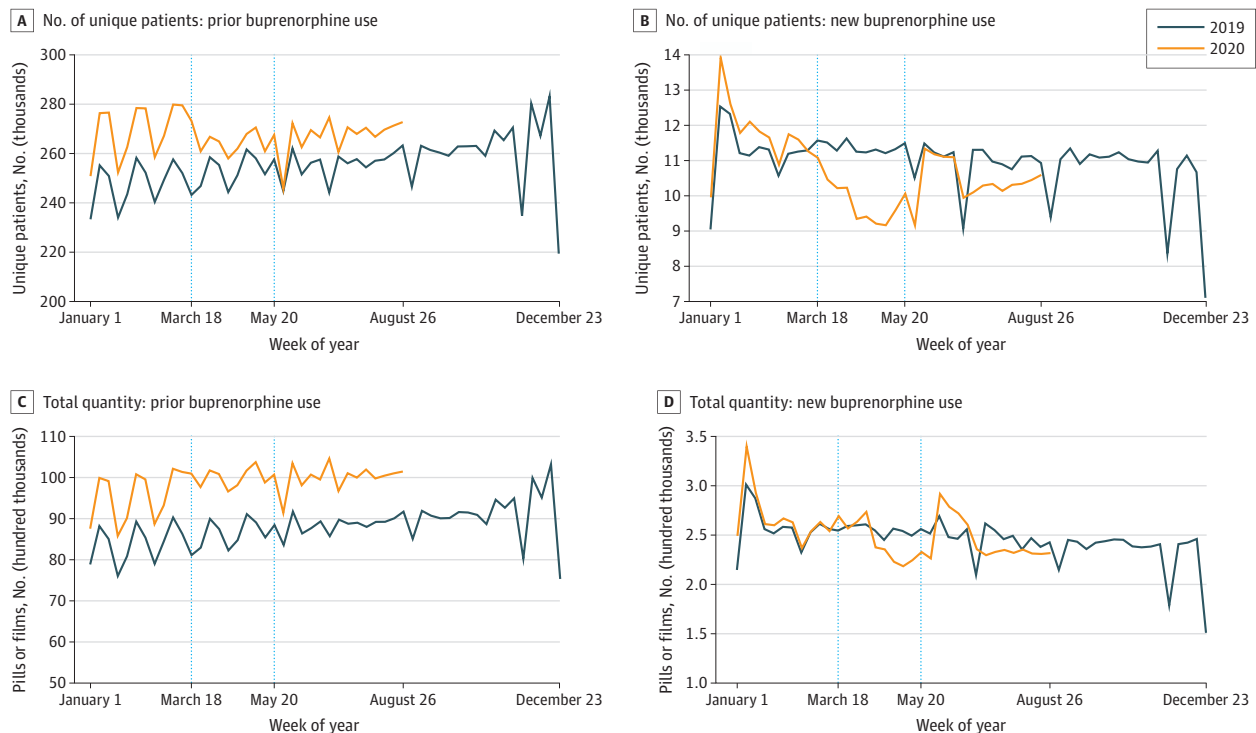 A No. of unique patients: prior buprenorphine use
300
280
260
240
220
200
Unique patients, No. (thousands)
January 1
March 18
May 20
August 26
December 23
Week of year
B No. of unique patients: new buprenorphine use
2019
2020
14
13
12
11
10
9
8
7
Unique patients, No. (thousands)
January 1
March 18
May 20
August 26
December 23
Week of year
C Total quantity: prior buprenorphine use
110
100
90
80
70
60
50
Pills or films, No. (hundred thousands)
January 1
March 18
May 20
August 26
December 23
Week of year
D Total quantity: new buprenorphine use
3.5
3.0
2.5
2.0
1.5
1.0
Pills or films, No. (hundred thousands)
January 1
March 18
May 20
August 26
December 23
Week of year